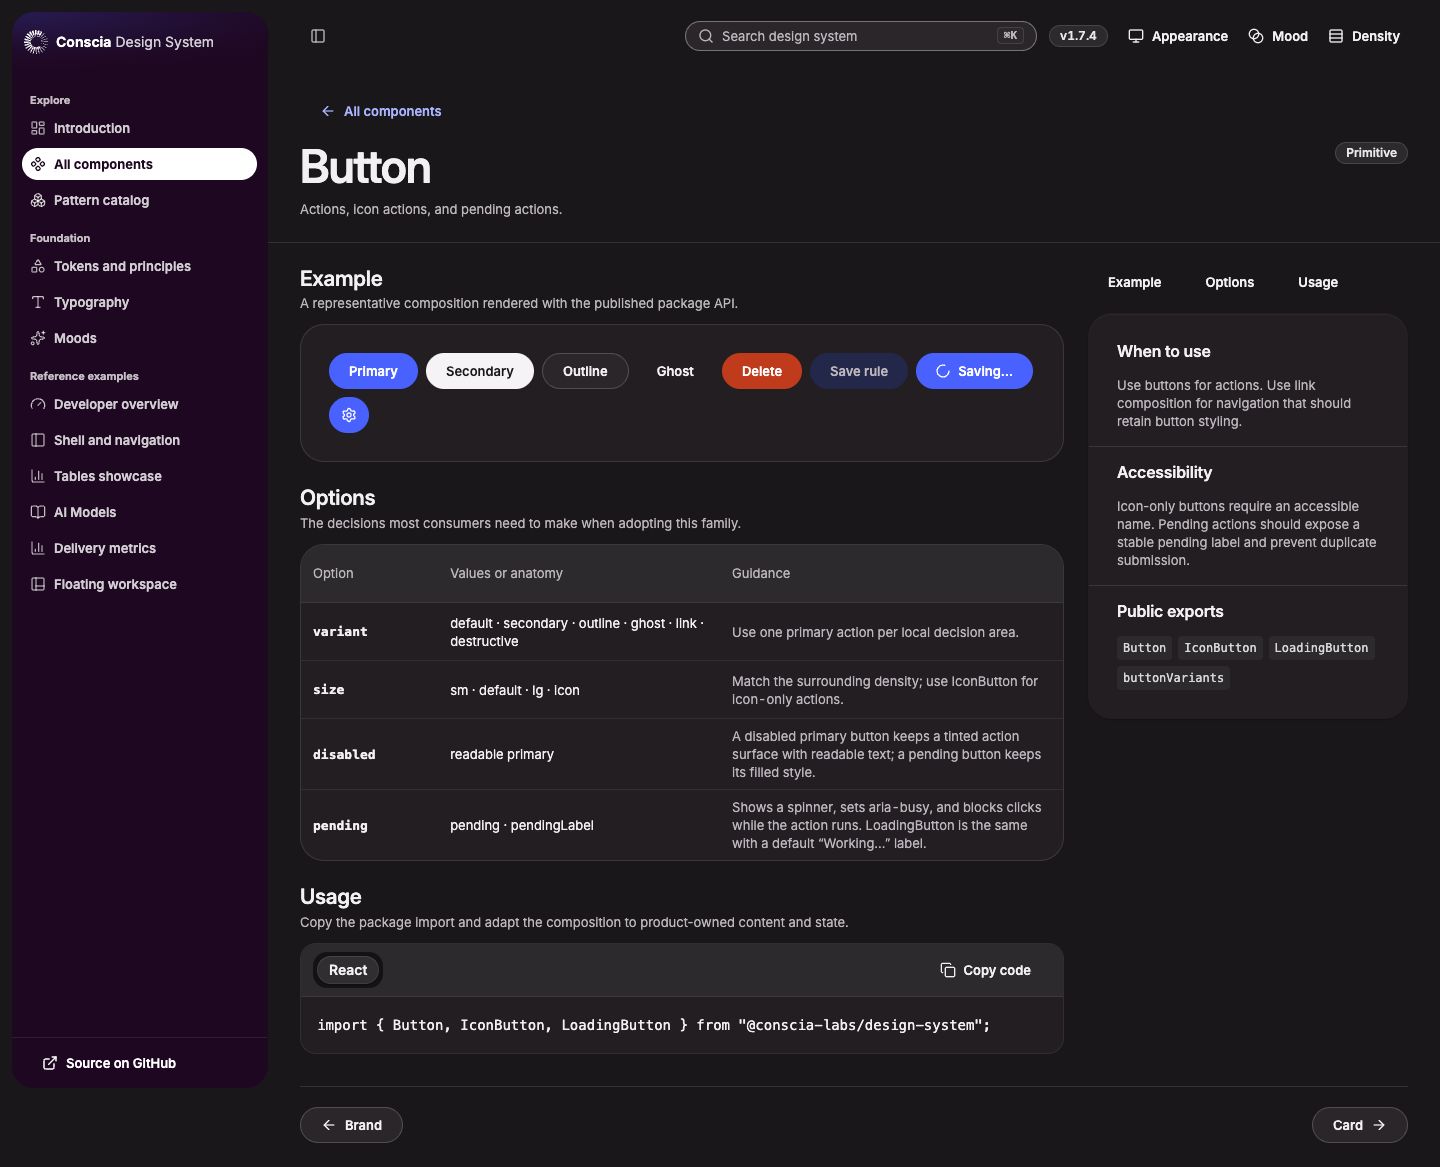 Conscia Design System
Search design system
⌘K
v1.7.4
Appearance
Mood
Density
Explore
Introduction
All components
Pattern catalog
Foundation
Tokens and principles
Typography
Moods
Reference examples
Developer overview
Shell and navigation
Tables showcase
AI Models
Delivery metrics
Floating workspace
Source on GitHub
← All components
Button
Primitive
Actions, icon actions, and pending actions.
Example
A representative composition rendered with the published package API.
Primary
Secondary
Outline
Ghost
Delete
Save rule
Saving…
Options
The decisions most consumers need to make when adopting this family.
Option
Values or anatomy
Guidance
variant
default · secondary · outline · ghost · link ·
destructive
Use one primary action per local decision area.
size
sm · default · lg · icon
Match the surrounding density; use IconButton for
icon-only actions.
disabled
readable primary
A disabled primary button keeps a tinted action
surface with readable text; a pending button keeps
its filled style.
pending
pending · pendingLabel
Shows a spinner, sets aria-busy, and blocks clicks
while the action runs. LoadingButton is the same
with a default “Working…” label.
Usage
Copy the package import and adapt the composition to product-owned content and state.
React
Copy code
import { Button, IconButton, LoadingButton } from "@conscia-labs/design-system";
Example
Options
Usage
When to use
Use buttons for actions. Use link
composition for navigation that should
retain button styling.
Accessibility
Icon-only buttons require an accessible
name. Pending actions should expose a
stable pending label and prevent duplicate
submission.
Public exports
Button
IconButton
LoadingButton
buttonVariants
← Brand
Card →